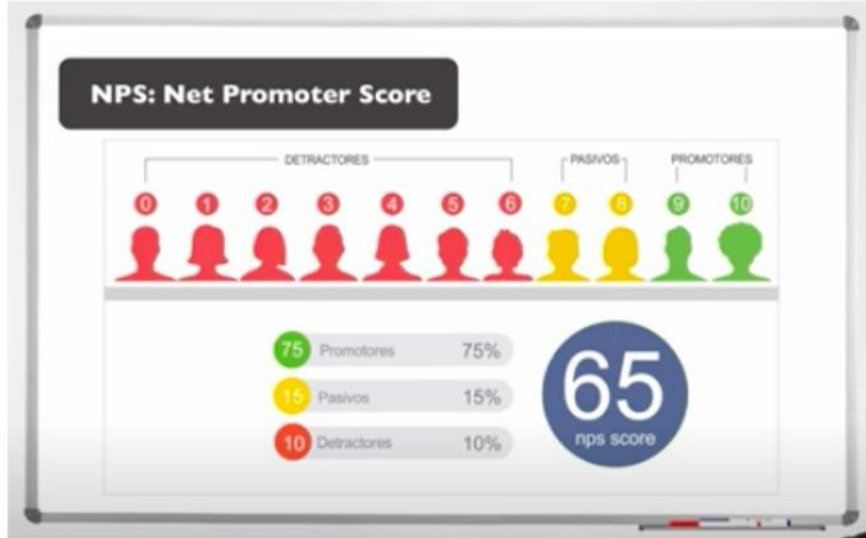 NPS: Net Promoter Score
DETRACTORES PASIVOS PROMOTORES
0 1 2 3 4 5 6 7 8 9 10
75 Promotores 75%
15 Pasivos 15%
10 Detractores 10%
65
nps score